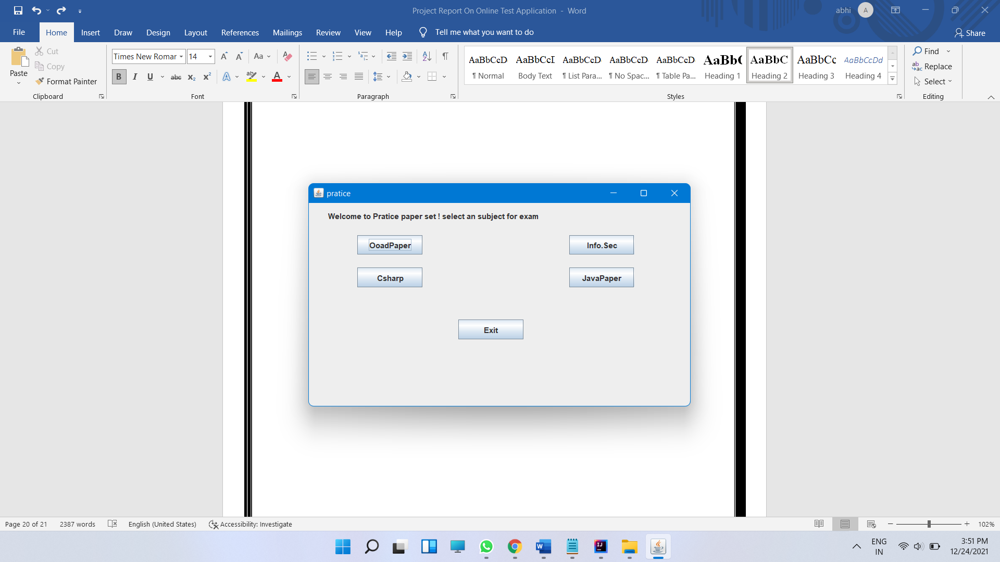 Project Report On Online Test Application - Word
abhi
A
File Home Insert Draw Design Layout References Mailings Review View Help Tell me what you want to do
Share
Paste
Cut
Copy
Format Painter
Clipboard
Times New Romar 14
Aa
B I U abc x₂ x² A ab A
Font
A Z ¶
Paragraph
AaBbCcD AaBbCcI AaBbCcD AaBbCcD AaBbCcD AaBb( AaBbC AaBbCc AaBbCcDd
¶ Normal Body Text ¶ List Para... ¶ No Spac... ¶ Table Pa... Heading 1 Heading 2 Heading 3 Heading 4
Styles
Find
Replace
Select
Editing
pratice
Welcome to Pratice paper set ! select an subject for exam
OoadPaper Info.Sec
Csharp JavaPaper
Exit
Page 20 of 21 2387 words English (United States) Accessibility: Investigate 102%
ENG
IN
3:51 PM
12/24/2021